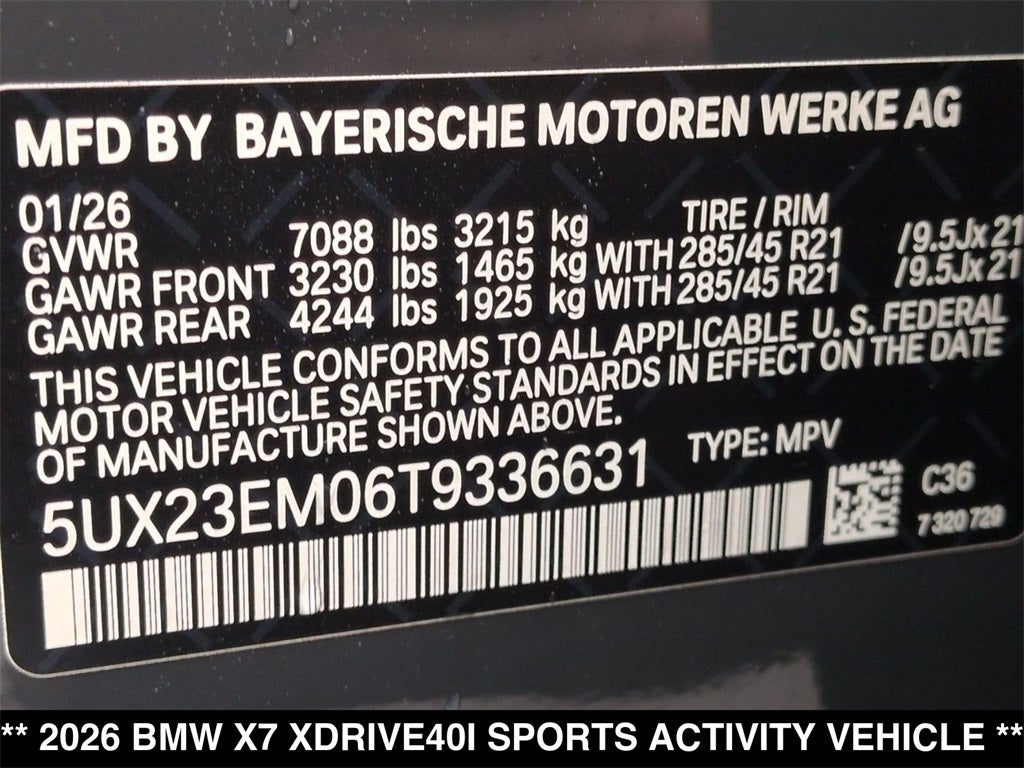 MFD BY BAYERISCHE MOTOREN WERKE AG
01/26 TIRE / RIM
GVWR 7088 lbs 3215 kg
GAWR FRONT 3230 lbs 1465 kg WITH 285/45 R21 /9.5Jx21
GAWR REAR 4244 lbs 1925 kg WITH 285/45 R21 /9.5Jx21
THIS VEHICLE CONFORMS TO ALL APPLICABLE U. S. FEDERAL
MOTOR VEHICLE SAFETY STANDARDS IN EFFECT ON THE DATE
OF MANUFACTURE SHOWN ABOVE.
5UX23EM06T9336631 TYPE: MPV
C36
7 320 729
** 2026 BMW X7 XDRIVE40I SPORTS ACTIVITY VEHICLE **